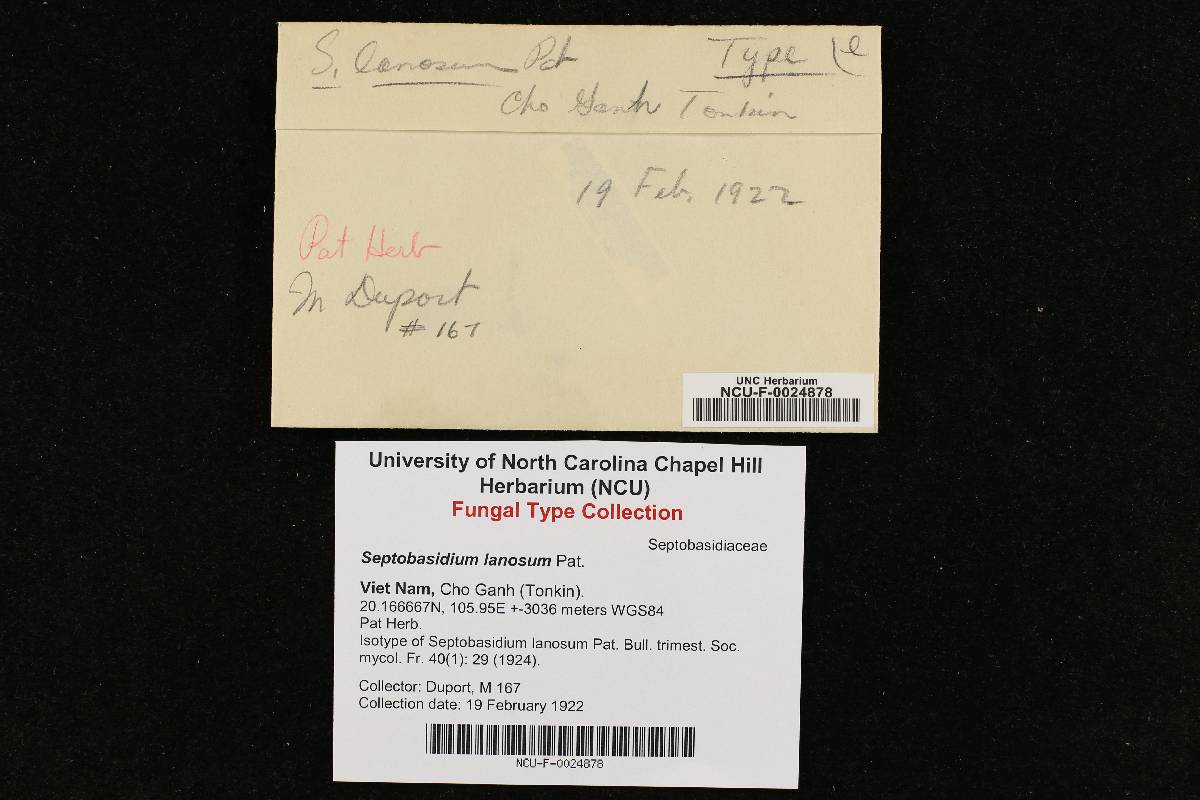 S. lanosum Pat Type
Cho Ganh Tonkin
19 Feb. 1922
Pat Herb
M Duport
# 167
UNC Herbarium
NCU-F-0024878
University of North Carolina Chapel Hill
Herbarium (NCU)
Fungal Type Collection
Septobasidiaceae
Septobasidium lanosum Pat.
Viet Nam, Cho Ganh (Tonkin).
20.166667N, 105.95E +-3036 meters WGS84
Pat Herb.
Isotype of Septobasidium lanosum Pat. Bull. trimest. Soc.
mycol. Fr. 40(1): 29 (1924).
Collector: Duport, M 167
Collection date: 19 February 1922
NCU-F-0024878